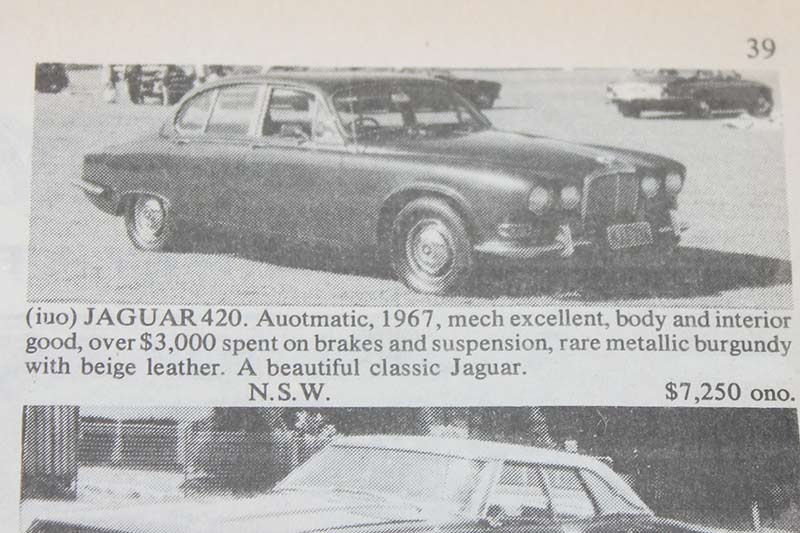 39
(iuo) JAGUAR 420. Auotmatic, 1967, mech excellent, body and interior
good, over $3,000 spent on brakes and suspension, rare metallic burgundy
with beige leather. A beautiful classic Jaguar.
N.S.W. $7,250 ono.